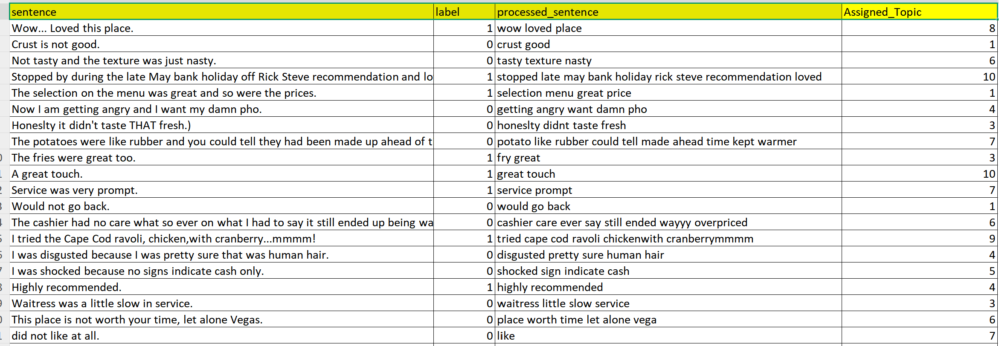 sentence label processed_sentence Assigned_Topic
Wow... Loved this place. 1 wow loved place 8
Crust is not good. 0 crust good 1
Not tasty and the texture was just nasty. 0 tasty texture nasty 6
Stopped by during the late May bank holiday off Rick Steve recommendation and lo 1 stopped late may bank holiday rick steve recommendation loved 10
The selection on the menu was great and so were the prices. 1 selection menu great price 1
Now I am getting angry and I want my damn pho. 0 getting angry want damn pho 4
Honeslty it didn't taste THAT fresh.) 0 honeslty didnt taste fresh 3
The potatoes were like rubber and you could tell they had been made up ahead of t 0 potato like rubber could tell made ahead time kept warmer 7
The fries were great too. 1 fry great 3
A great touch. 1 great touch 10
Service was very prompt. 1 service prompt 7
Would not go back. 0 would go back 1
The cashier had no care what so ever on what I had to say it still ended up being wa 0 cashier care ever say still ended wayyy overpriced 6
I tried the Cape Cod ravoli, chicken,with cranberry...mmmm! 1 tried cape cod ravoli chickenwith cranberrymmmm 9
I was disgusted because I was pretty sure that was human hair. 0 disgusted pretty sure human hair 4
I was shocked because no signs indicate cash only. 0 shocked sign indicate cash 5
Highly recommended. 1 highly recommended 4
Waitress was a little slow in service. 0 waitress little slow service 3
This place is not worth your time, let alone Vegas. 0 place worth time let alone vega 6
did not like at all. 0 like 7